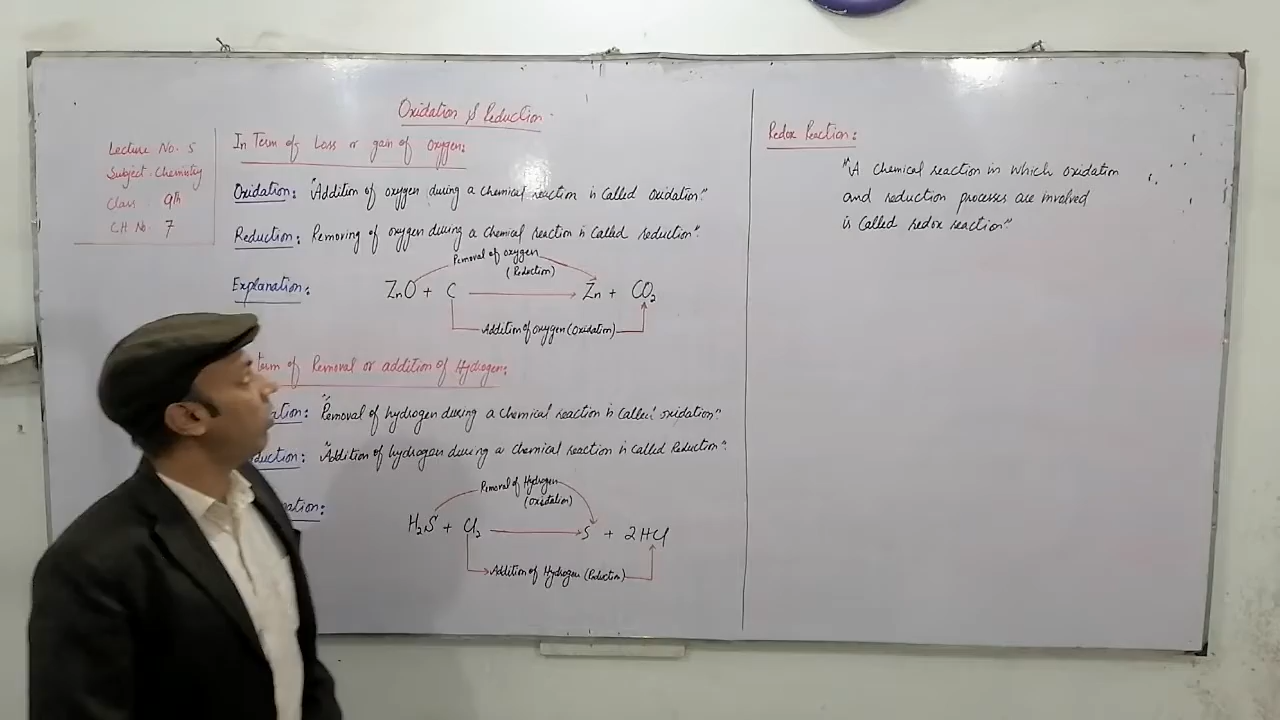 Oxidation & Reduction
Lecture No. 5
Subject: Chemistry
Class: 9th
CH No. 7
In Term of Loss or gain of Oxygen:
Oxidation: "Addition of oxygen during a chemical reaction is called oxidation".
Reduction: Removing of oxygen during a chemical reaction is called reduction".
Removal of oxygen
(Reduction)
Explanation: ZnO + C → Zn + CO₂
Addition of oxygen (Oxidation)
term of Removal or addition of Hydrogen:
ation: "Removal of hydrogen during a chemical reaction is called oxidation".
duction: "Addition of hydrogen during a chemical reaction is called Reduction".
Removal of Hydrogen
(Oxidation)
nation: H₂S + Cl₂ → S + 2HCl
Addition of Hydrogen (Reduction)
Redox Reaction:
"A chemical reaction in which oxidation
and reduction processes are involved
is called redox reaction".